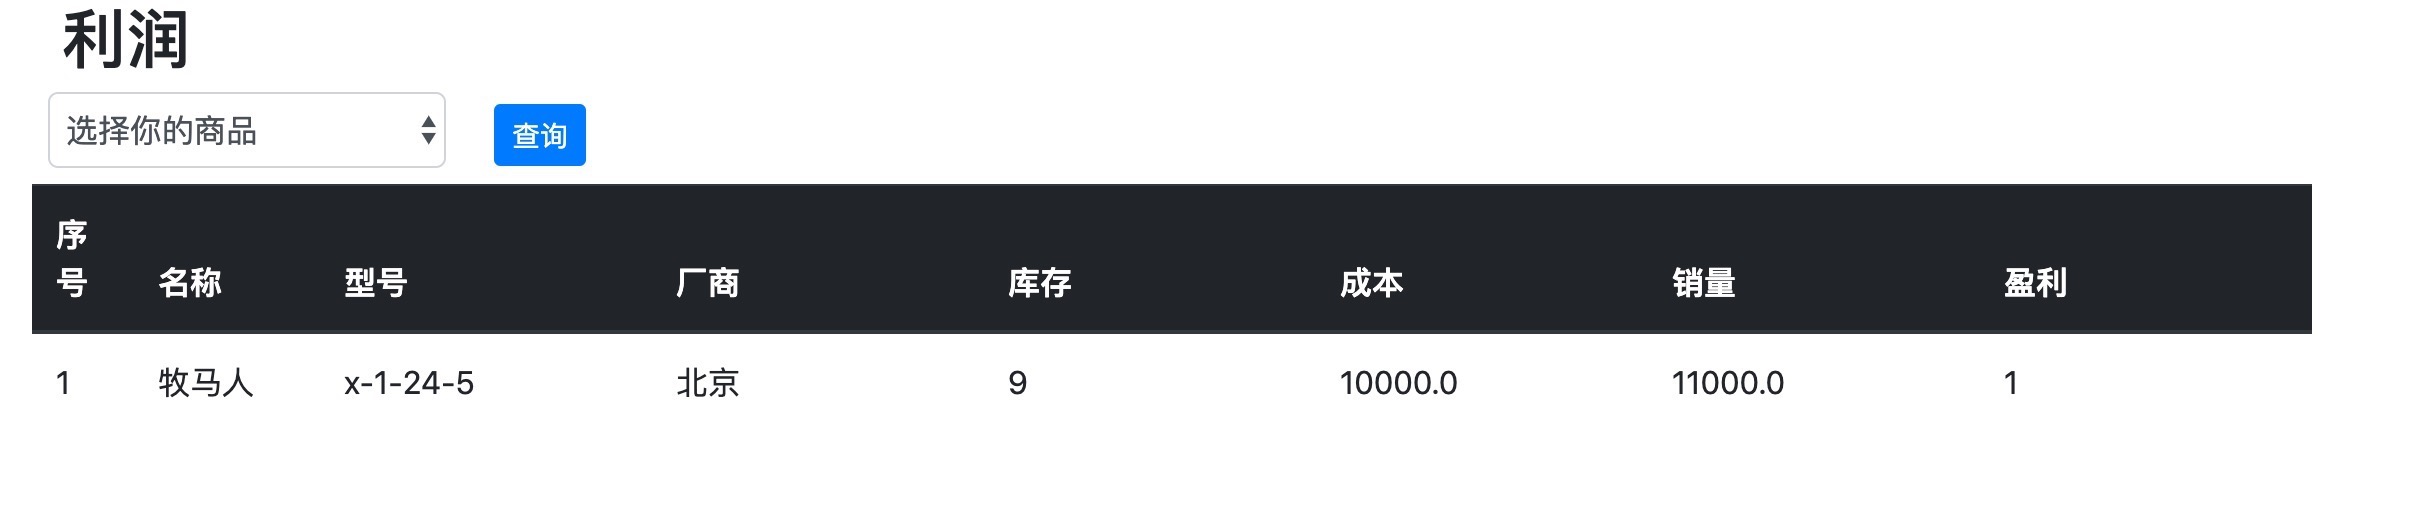 利润
选择你的商品 查询
序号 名称 型号 厂商 库存 成本 销量 盈利
1 牧马人 x-1-24-5 北京 9 10000.0 11000.0 1